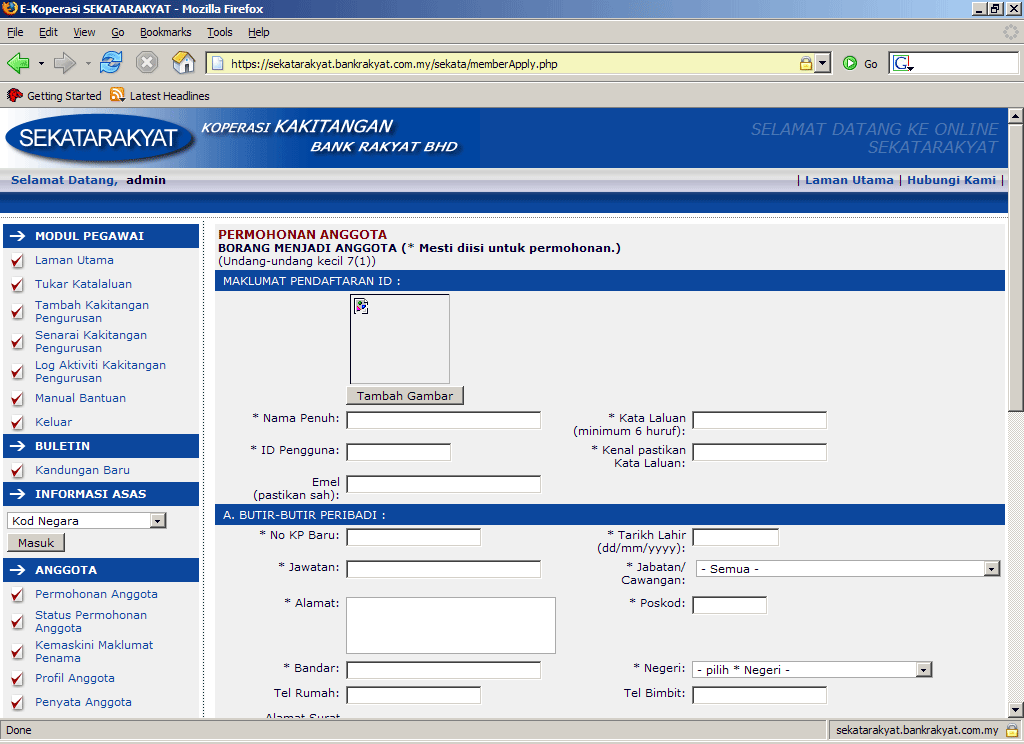 E-Koperasi SEKATARAKYAT - Mozilla Firefox
File Edit View Go Bookmarks Tools Help
https://sekatarakyat.bankrakyat.com.my/sekata/memberApply.php Go G
Getting Started Latest Headlines
SEKATARAKYAT
KOPERASI KAKITANGAN
BANK RAKYAT BHD
SELAMAT DATANG KE ONLINE
SEKATARAKYAT
Selamat Datang, admin
| Laman Utama | Hubungi Kami |
MODUL PEGAWAI
Laman Utama
Tukar Katalaluan
Tambah Kakitangan
Pengurusan
Senarai Kakitangan
Pengurusan
Log Aktiviti Kakitangan
Pengurusan
Manual Bantuan
Keluar
BULETIN
Kandungan Baru
INFORMASI ASAS
Kod Negara
Masuk
ANGGOTA
Permohonan Anggota
Status Permohonan
Anggota
Kemaskini Maklumat
Penama
Profil Anggota
Penyata Anggota
PERMOHONAN ANGGOTA
BORANG MENJADI ANGGOTA (* Mesti diisi untuk permohonan.)
(Undang-undang kecil 7(1))
MAKLUMAT PENDAFTARAN ID :
Tambah Gambar
* Nama Penuh:
* Kata Laluan
(minimum 6 huruf):
* ID Pengguna:
* Kenal pastikan
Kata Laluan:
Emel
(pastikan sah):
A. BUTIR-BUTIR PERIBADI :
* No KP Baru:
* Tarikh Lahir
(dd/mm/yyyy):
* Jawatan:
* Jabatan/
Cawangan:
- Semua -
* Alamat:
* Poskod:
* Bandar:
* Negeri:
- pilih * Negeri -
Tel Rumah:
Tel Bimbit:
Alamat Surat
Done
sekatarakyat.bankrakyat.com.my